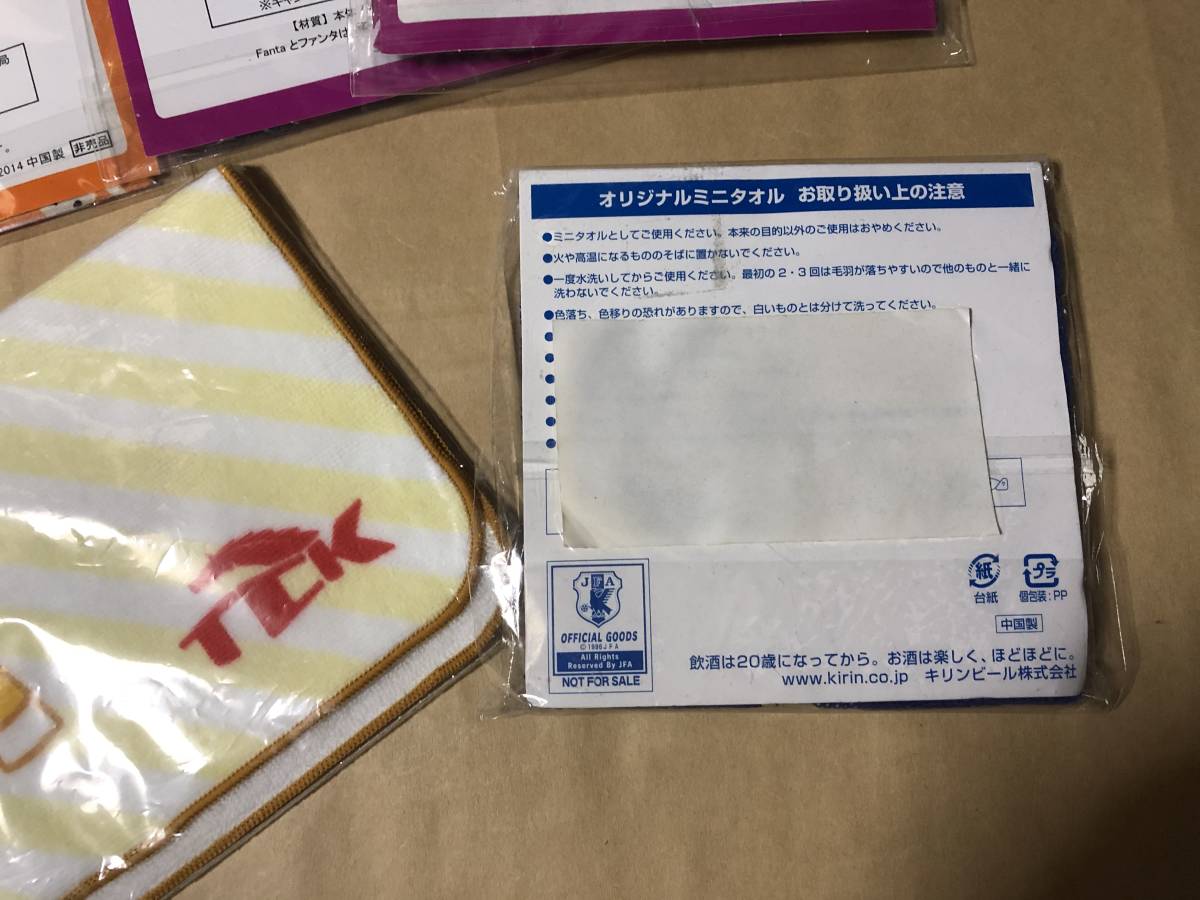 【材質】
Fantaとファンタは
局
2014 中国製 非売品
オリジナルミニタオル お取り扱い上の注意
●ミニタオルとしてご使用ください。本来の目的以外のご使用はおやめください。
●火や高温になるもののそばに置かないでください。
●一度水洗いしてからご使用ください。最初の2・3回は毛羽が落ちやすいので他のものと一緒に
洗わないでください。
●色落ち、色移りの恐れがありますので、白いものとは分けて洗ってください。
TCK
紙
台紙
プラ
個包装:PP
中国製
JFA
OFFICIAL GOODS
©1996 JFA
All Rights
Reserved By JFA
NOT FOR SALE
飲酒は20歳になってから。お酒は楽しく、ほどほどに。
www.kirin.co.jp キリンビール株式会社